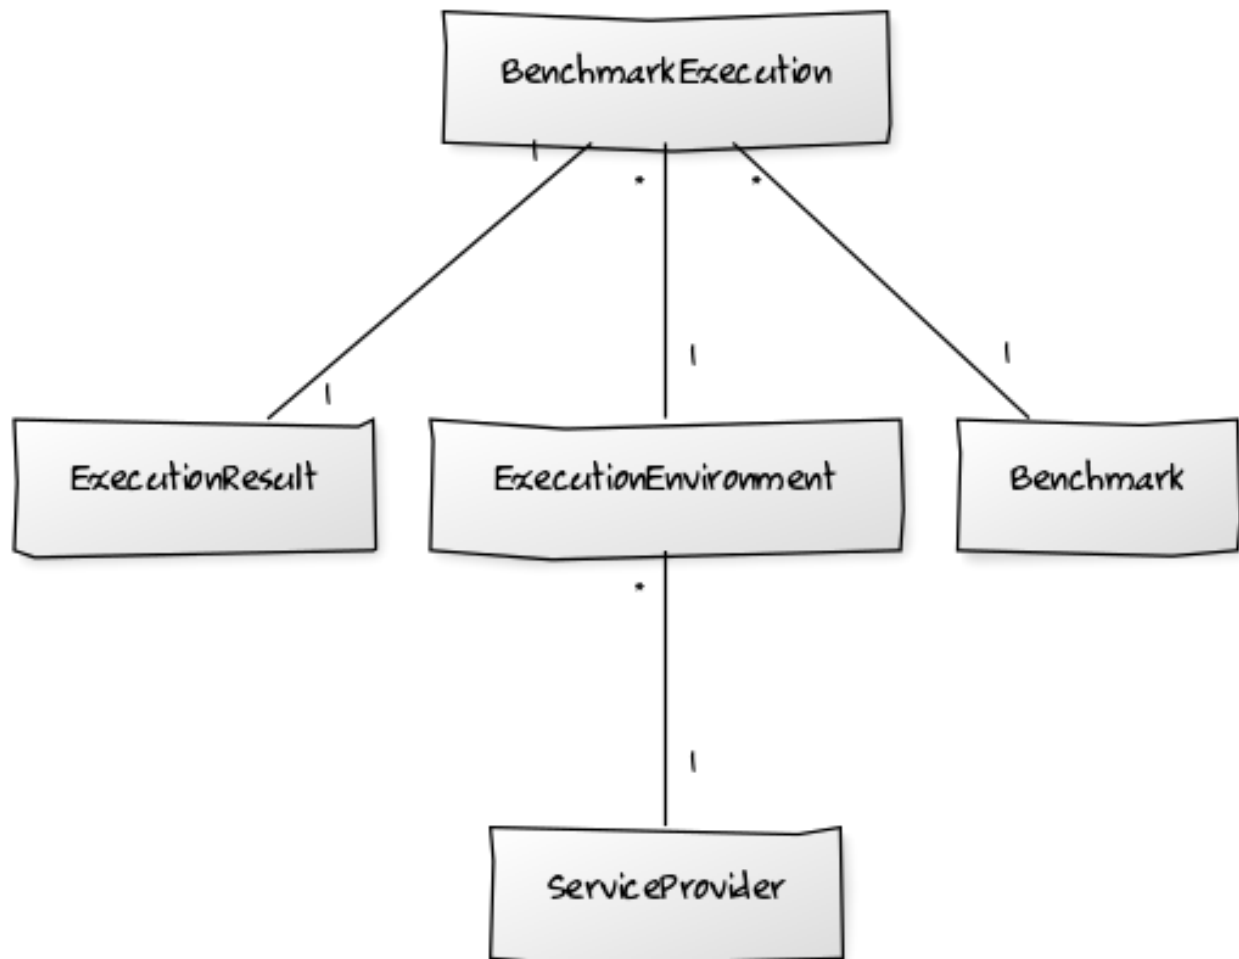 BenchmarkExecution
1
*
*
1
1
1
ExecutionResult
ExecutionEnvironment
Benchmark
*
1
ServiceProvider